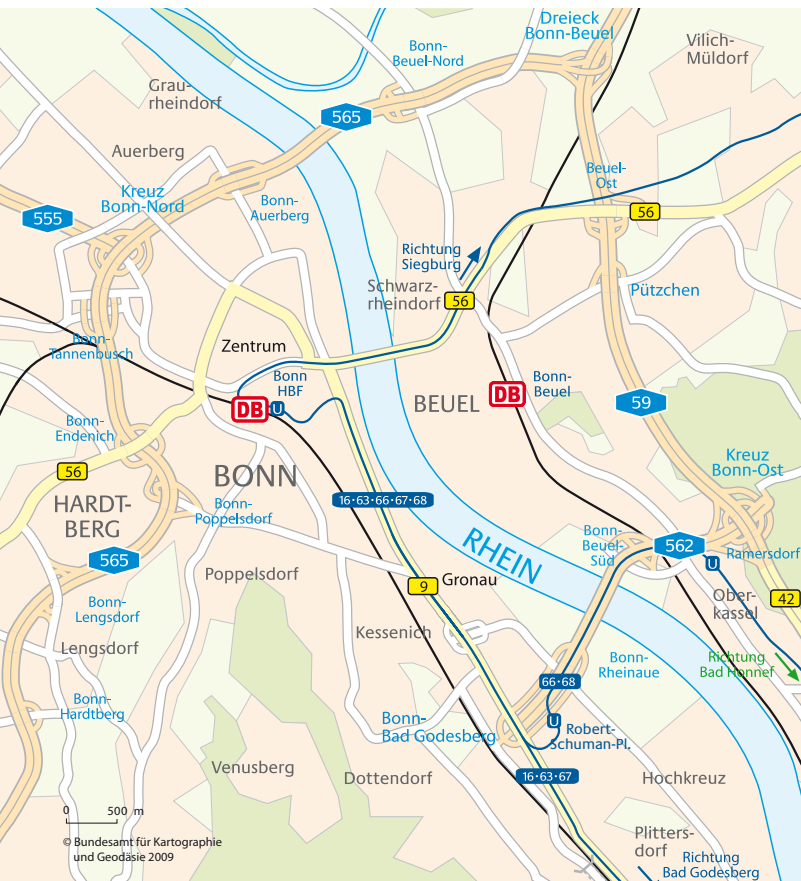 Dreieck
Bonn-Beuel
Bonn-
Beuel-Nord
Vilich-
Müldorf
Grau-
rheindorf
565
Auerberg
Beuel-
Ost
Kreuz
Bonn-Nord
Bonn-
Auerberg
555
56
Richtung
Siegburg
Schwarz-
rheindorf
56
Pützchen
Bonn-
Tannenbusch
Zentrum
Bonn
HBF
DB
U
BEUEL
DB
Bonn-
Beuel
59
Bonn-
Endenich
56
BONN
Kreuz
Bonn-Ost
HARDT-
BERG
Bonn-
Poppelsdorf
16·63·66·67·68
RHEIN
Bonn-
Beuel-
Süd
562
Ramersdorf
U
565
Poppelsdorf
9
Gronau
Ober-
kassel
42
Bonn-
Lengsdorf
Lengsdorf
Kessenich
Bonn-
Rheinaue
Richtung
Bad Honnef
66·68
Bonn-
Hardtberg
Bonn-
Bad Godesberg
U
Robert-
Schuman-Pl.
Venusberg
Dottendorf
16·63·67
Hochkreuz
0 500 m
© Bundesamt für Kartographie
und Geodäsie 2009
Plitters-
dorf
Richtung
Bad Godesberg